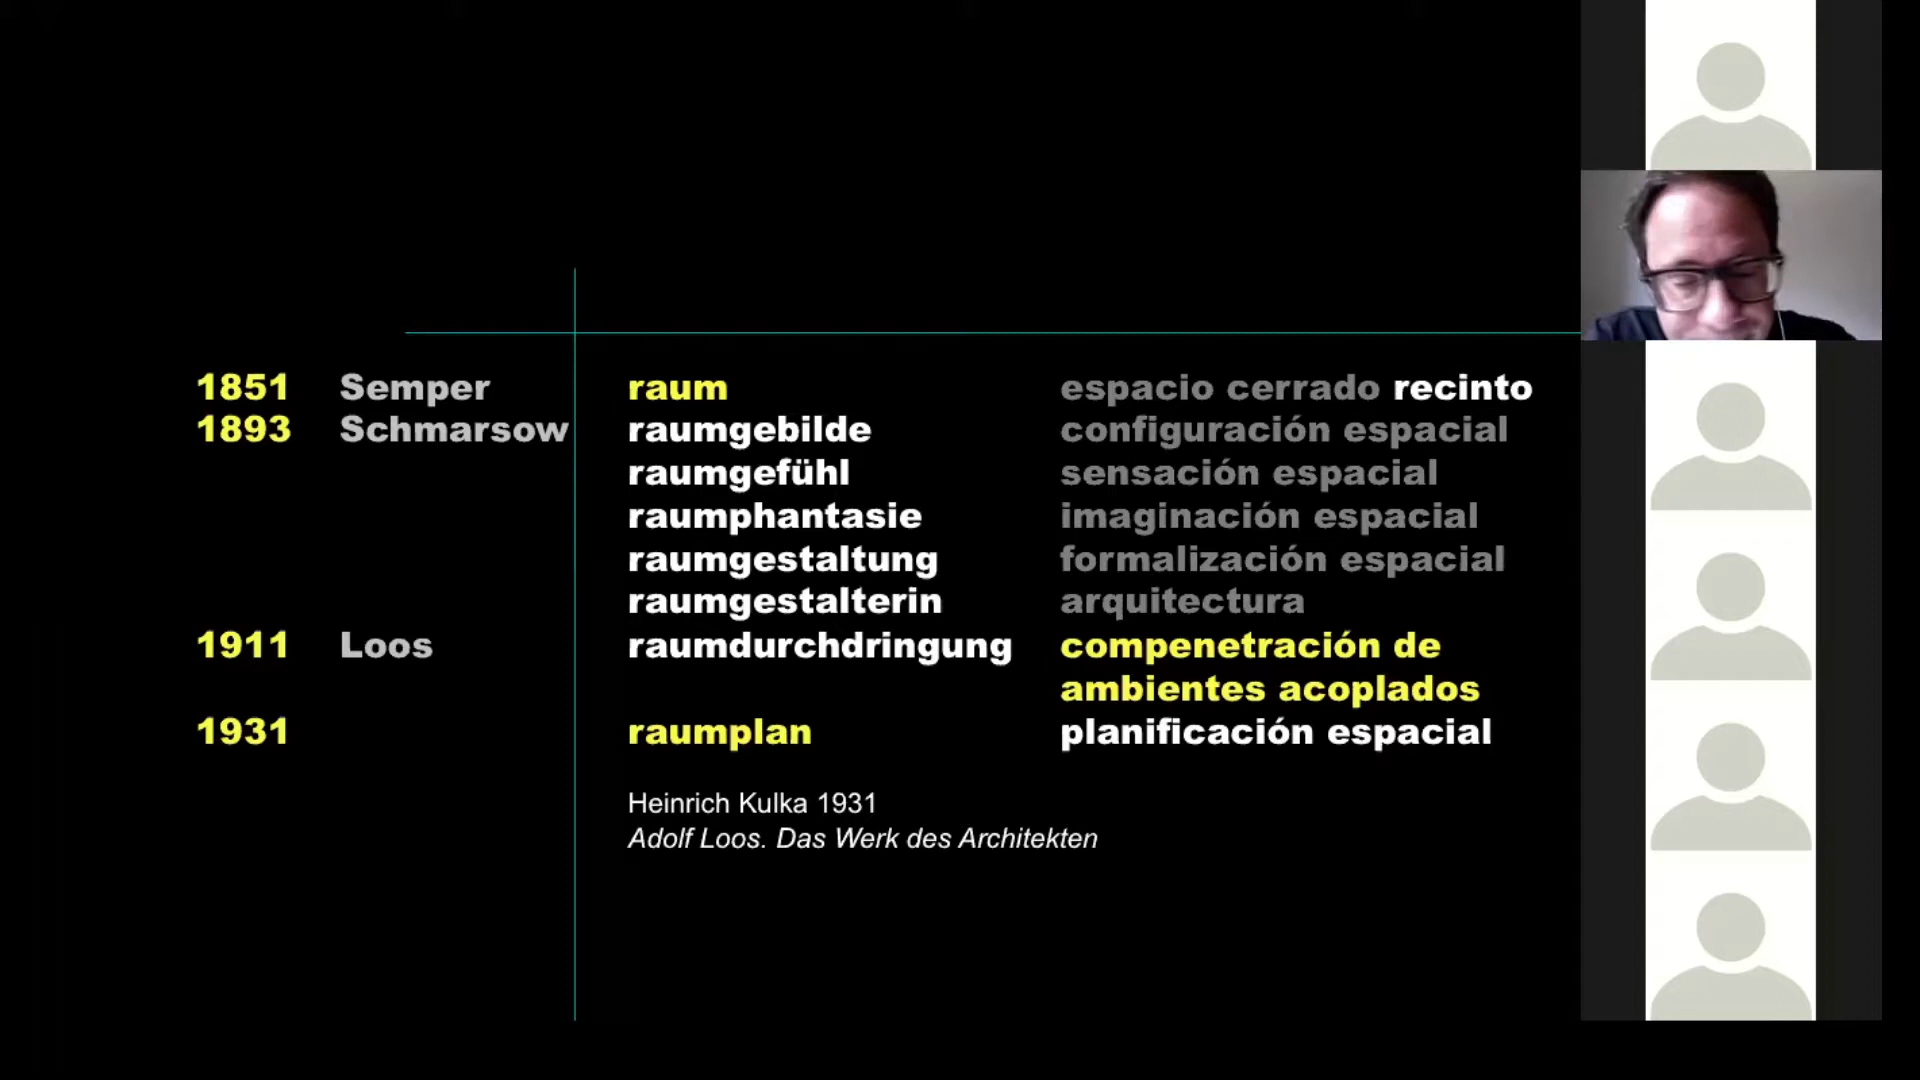 1851 Semper raum espacio cerrado recinto
1893 Schmarsow raumgebilde configuración espacial
raumgefühl sensación espacial
raumphantasie imaginación espacial
raumgestaltung formalización espacial
raumgestalterin arquitectura
1911 Loos raumdurchdringung compenetración de
ambientes acoplados
1931 raumplan planificación espacial
Heinrich Kulka 1931
Adolf Loos. Das Werk des Architekten